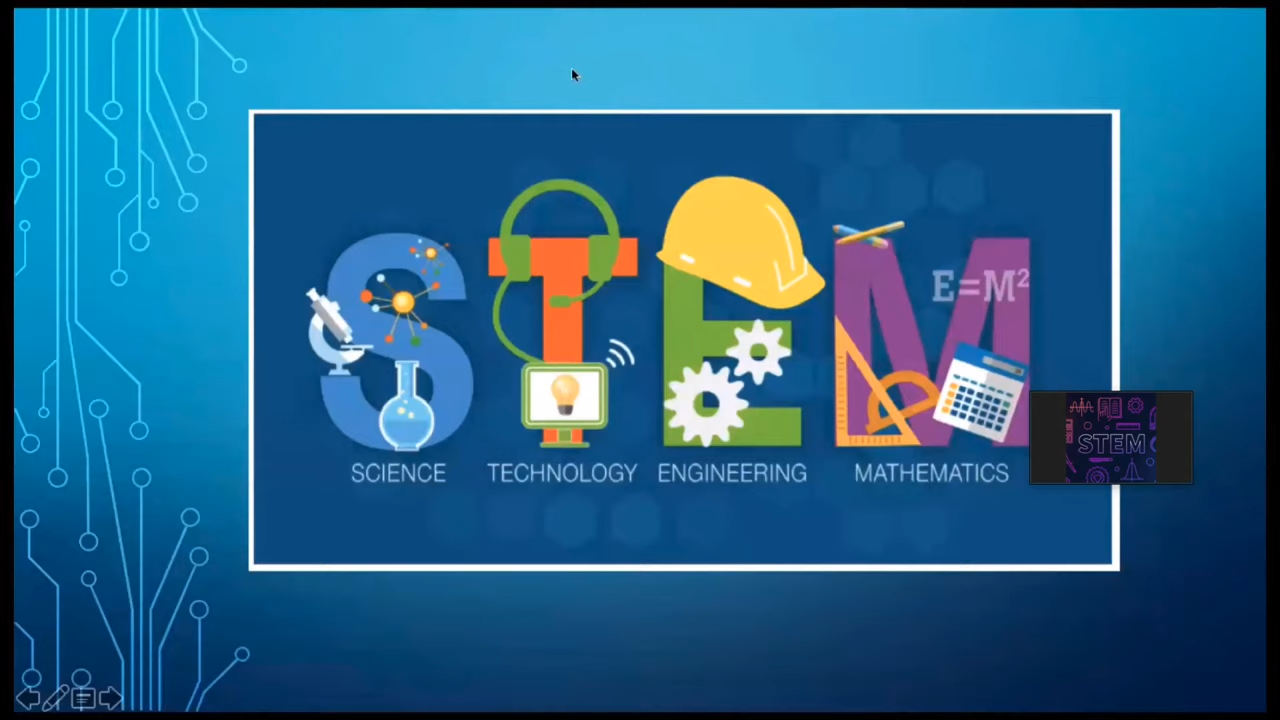 STEM
E=M²
SCIENCE TECHNOLOGY ENGINEERING MATHEMATICS
STEM